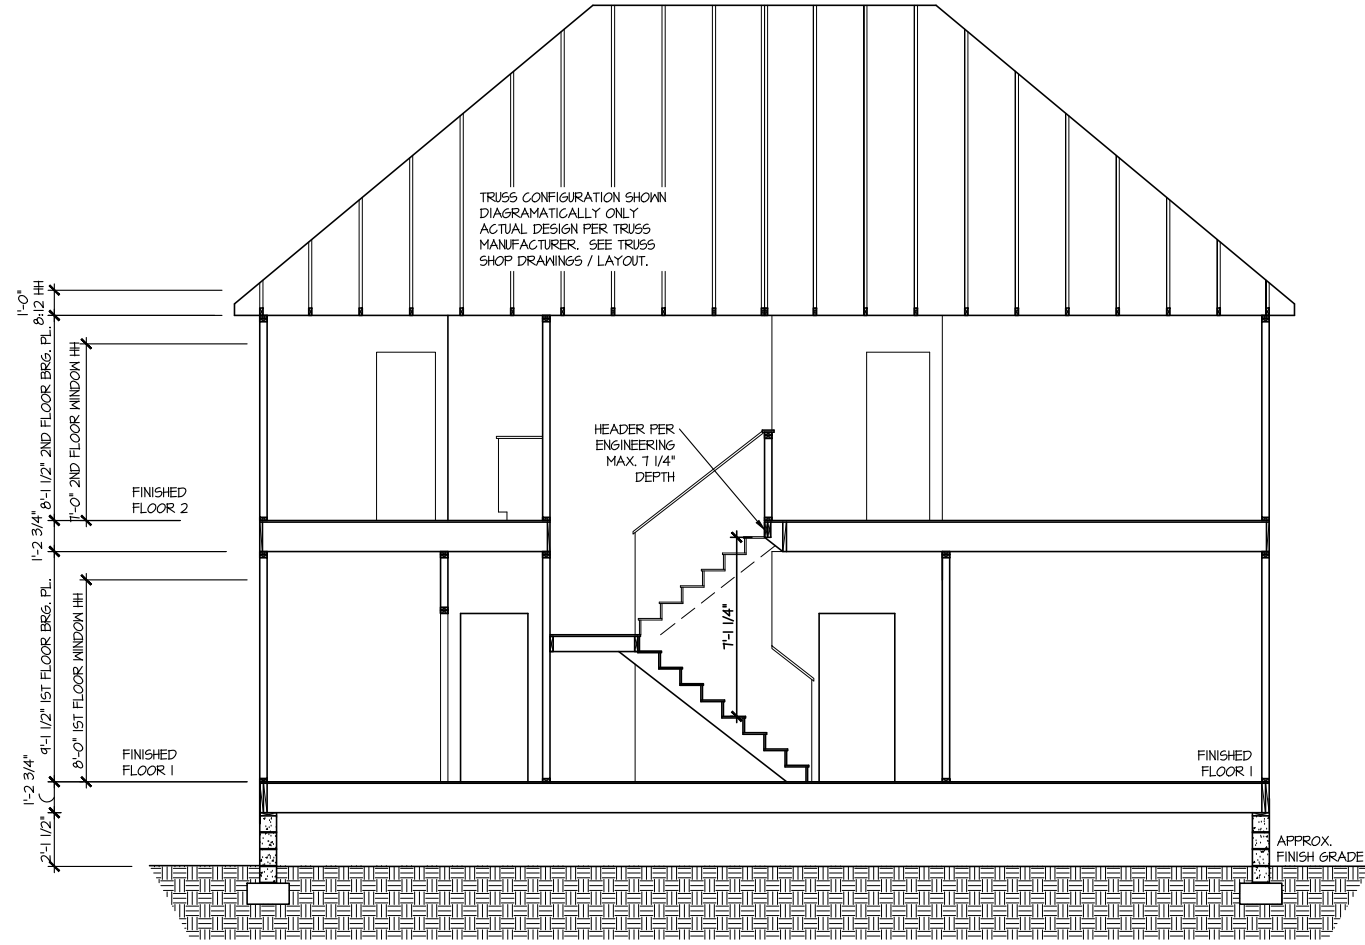 TRUSS CONFIGURATION SHOWN
DIAGRAMATICALLY ONLY
ACTUAL DESIGN PER TRUSS
MANUFACTURER. SEE TRUSS
SHOP DRAWINGS / LAYOUT.
1'-0"
8:12 HH
8'-1 1/2" 2ND FLOOR BRG. PL.
7'-0" 2ND FLOOR WINDOW HH
HEADER PER
ENGINEERING
MAX. 7 1/4"
DEPTH
FINISHED
FLOOR 2
1'-2 3/4"
9'-1 1/2" 1ST FLOOR BRG. PL.
8'-0" 1ST FLOOR WINDOW HH
7'-1 1/4"
FINISHED
FLOOR 1
FINISHED
FLOOR 1
1'-2 3/4"
2'-1 1/2"
APPROX.
FINISH GRADE